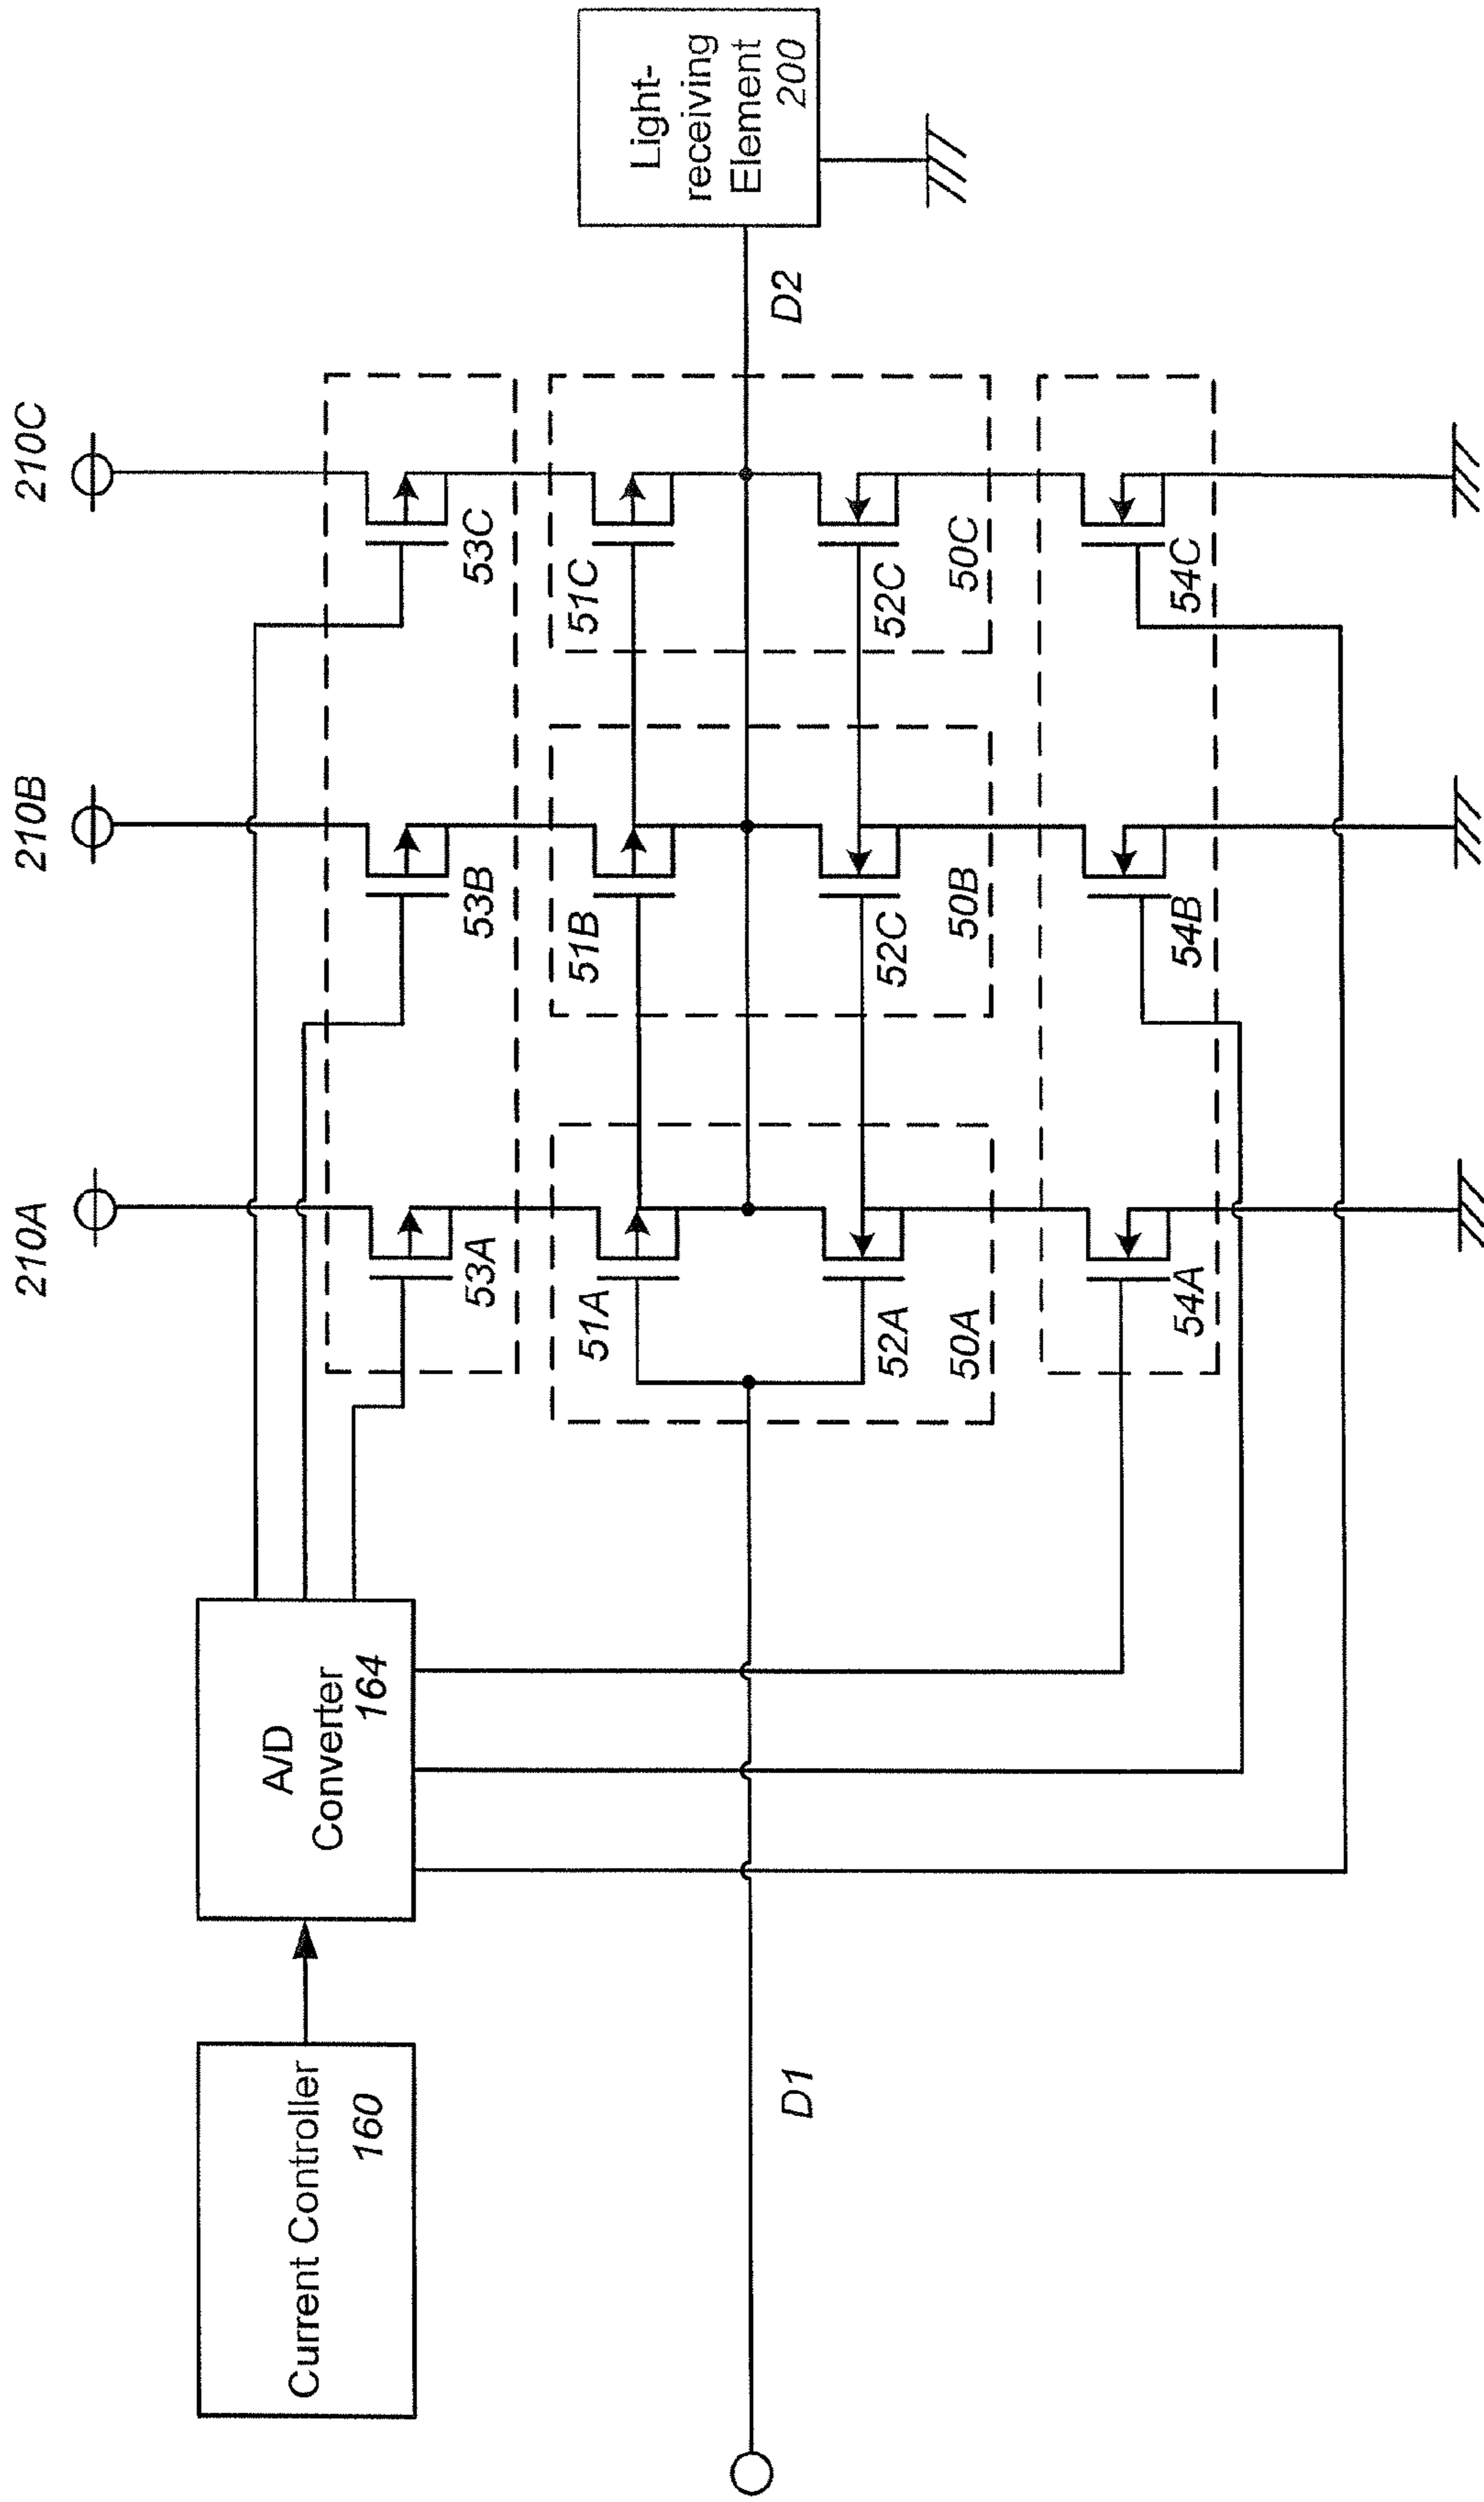 210A
210B
210C
Current Controller
160
A/D
Converter
164
53A
53B
53C
51A
51B
51C
Light-
receiving
Element
200
D1
D2
52A
52C
52C
50A
50B
50C
54A
54B
54C